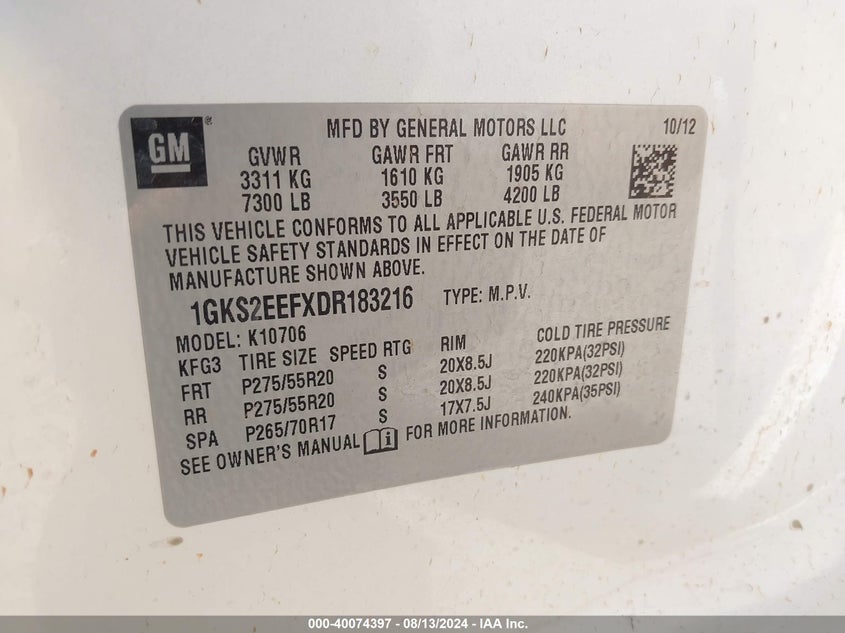 GM ® MFD BY GENERAL MOTORS LLC 10/12
GVWR GAWR FRT GAWR RR
3311 KG 1610 KG 1905 KG
7300 LB 3550 LB 4200 LB
THIS VEHICLE CONFORMS TO ALL APPLICABLE U.S. FEDERAL MOTOR
VEHICLE SAFETY STANDARDS IN EFFECT ON THE DATE OF
MANUFACTURE SHOWN ABOVE.
1GKS2EEFXDR183216 TYPE: M.P.V.
MODEL: K10706
KFG3 TIRE SIZE SPEED RTG RIM COLD TIRE PRESSURE
FRT P275/55R20 S 20X8.5J 220KPA(32PSI)
RR P275/55R20 S 20X8.5J 220KPA(32PSI)
SPA P265/70R17 S 17X7.5J 240KPA(35PSI)
SEE OWNER'S MANUAL i FOR MORE INFORMATION.
000-40074397 - 08/13/2024 - IAA Inc.